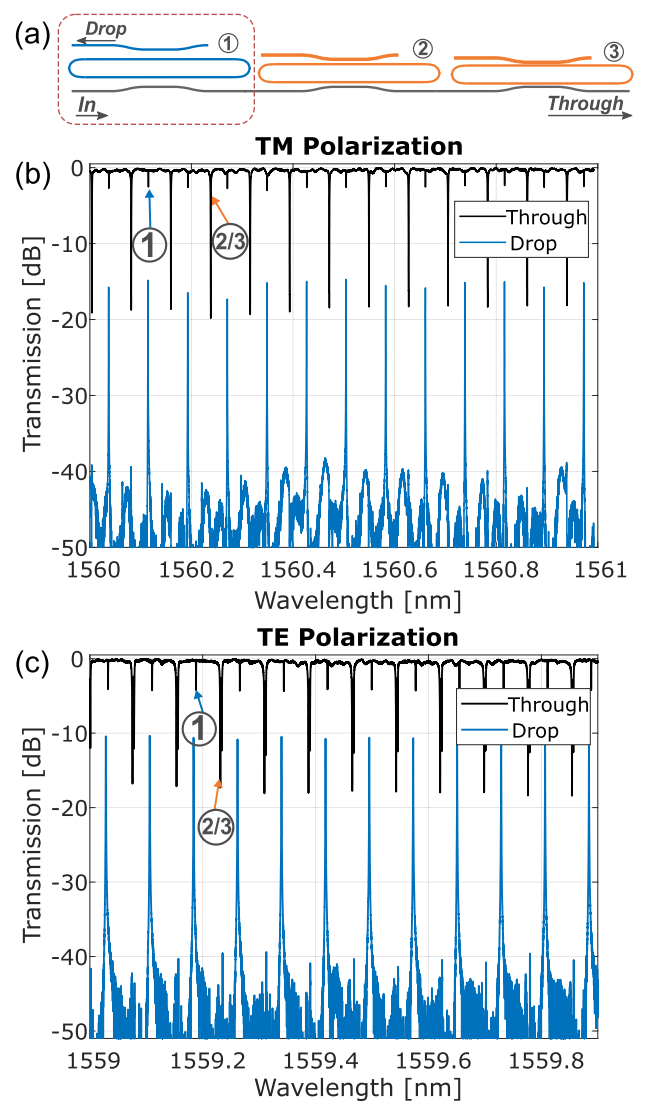 (a)
Drop
1
2
3
In
Through
TM Polarization
(b)
0
-10
-20
-30
-40
-50
Transmission [dB]
1
2/3
Through
Drop
1560
1560.2
1560.4
1560.6
1560.8
1561
Wavelength [nm]
TE Polarization
(c)
0
-10
-20
-30
-40
-50
Transmission [dB]
1
2/3
Through
Drop
1559
1559.2
1559.4
1559.6
1559.8
Wavelength [nm]